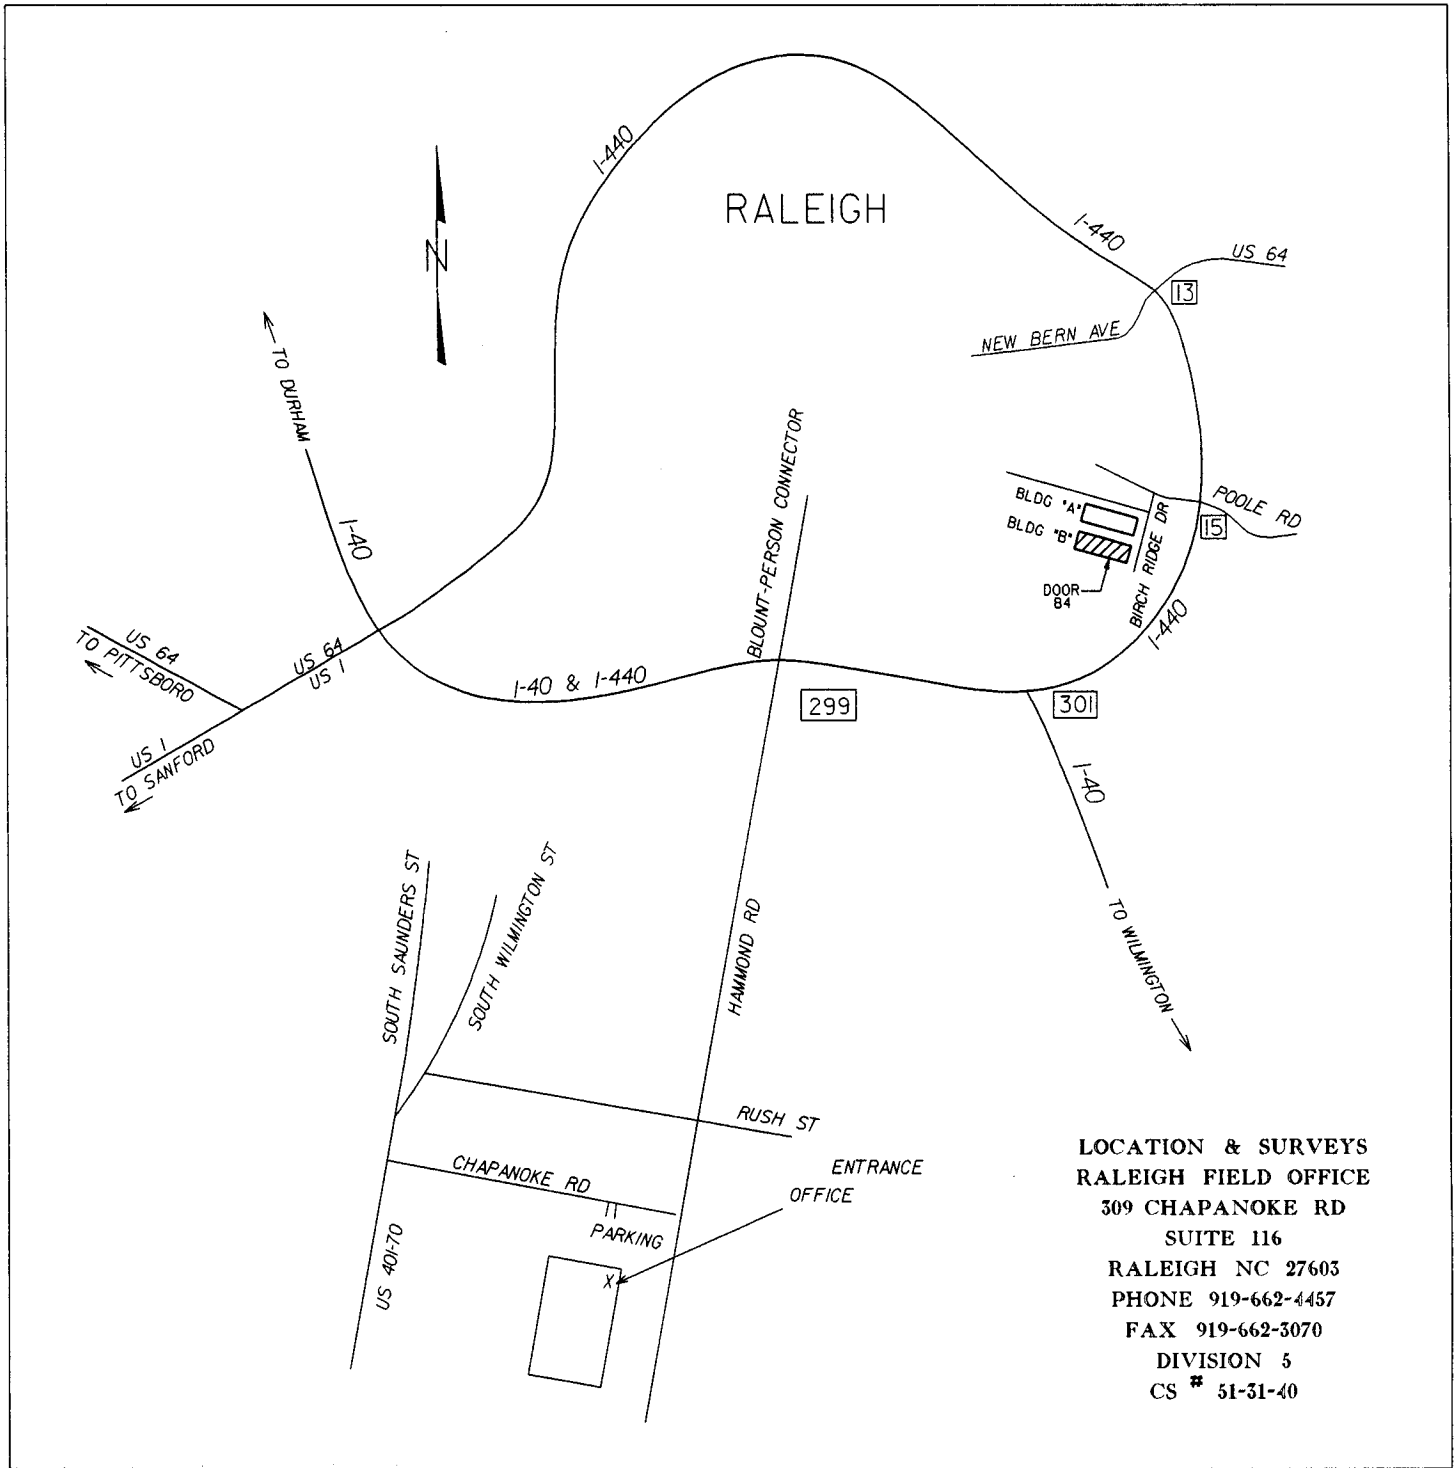 I-440
RALEIGH
N
I-440
US 64
13
NEW BERN AVE
TO DURHAM
BLOUNT-PERSON CONNECTOR
BLDG "A"
BLDG "B"
POOLE RD
15
BIRCH RIDGE DR
DOOR
B4
I-40
I-440
US 64
TO PITTSBORO
US 64
US 1
I-40 & I-440
299
301
US 1
TO SANFORD
I-40
SOUTH SAUNDERS ST
SOUTH WILMINGTON ST
HAMMOND RD
TO WILMINGTON
RUSH ST
CHAPANOKE RD
ENTRANCE
OFFICE
PARKING
X
US 401-70
LOCATION & SURVEYS
RALEIGH FIELD OFFICE
309 CHAPANOKE RD
SUITE 116
RALEIGH NC 27603
PHONE 919-662-4457
FAX 919-662-3070
DIVISION 5
CS # 51-31-40